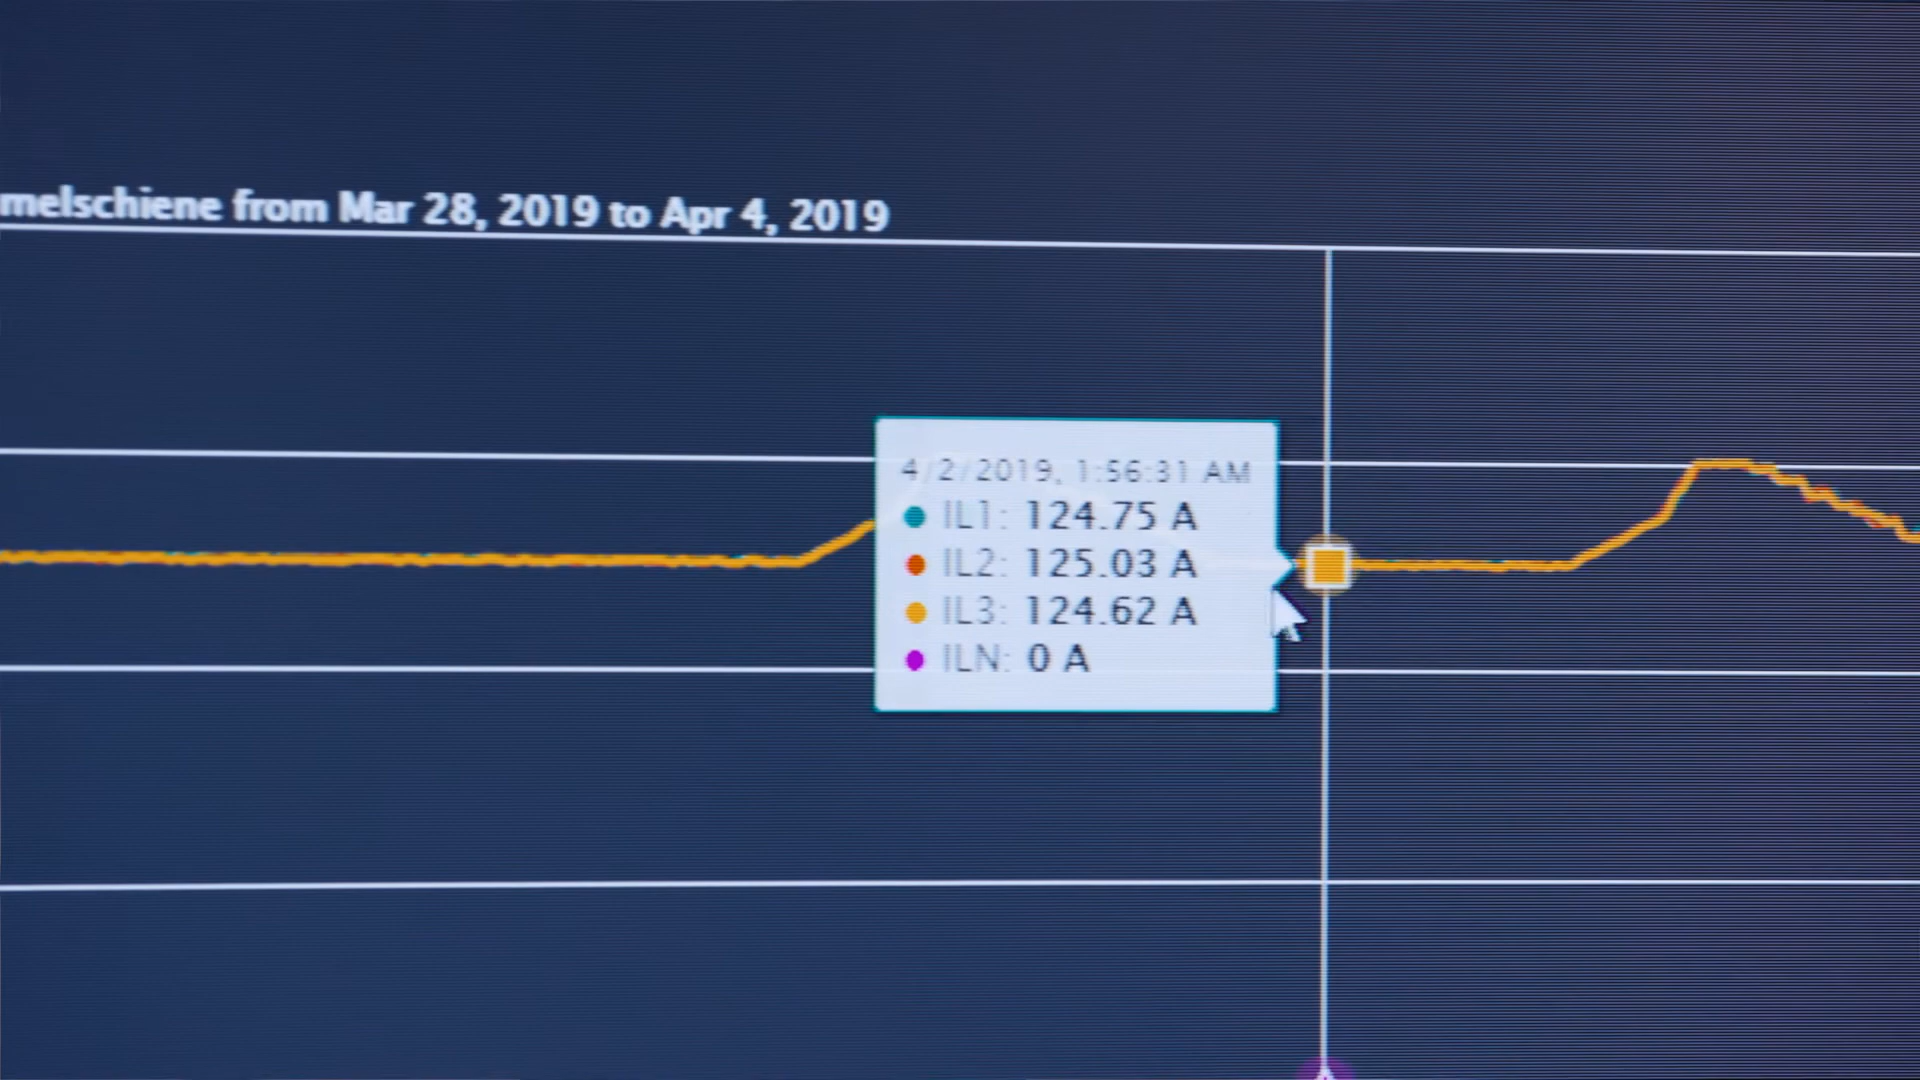 melschiene from Mar 28, 2019 to Apr 4, 2019
4/2/2019, 1:56:31 AM
IL1: 124.75 A
IL2: 125.03 A
IL3: 124.62 A
ILN: 0 A